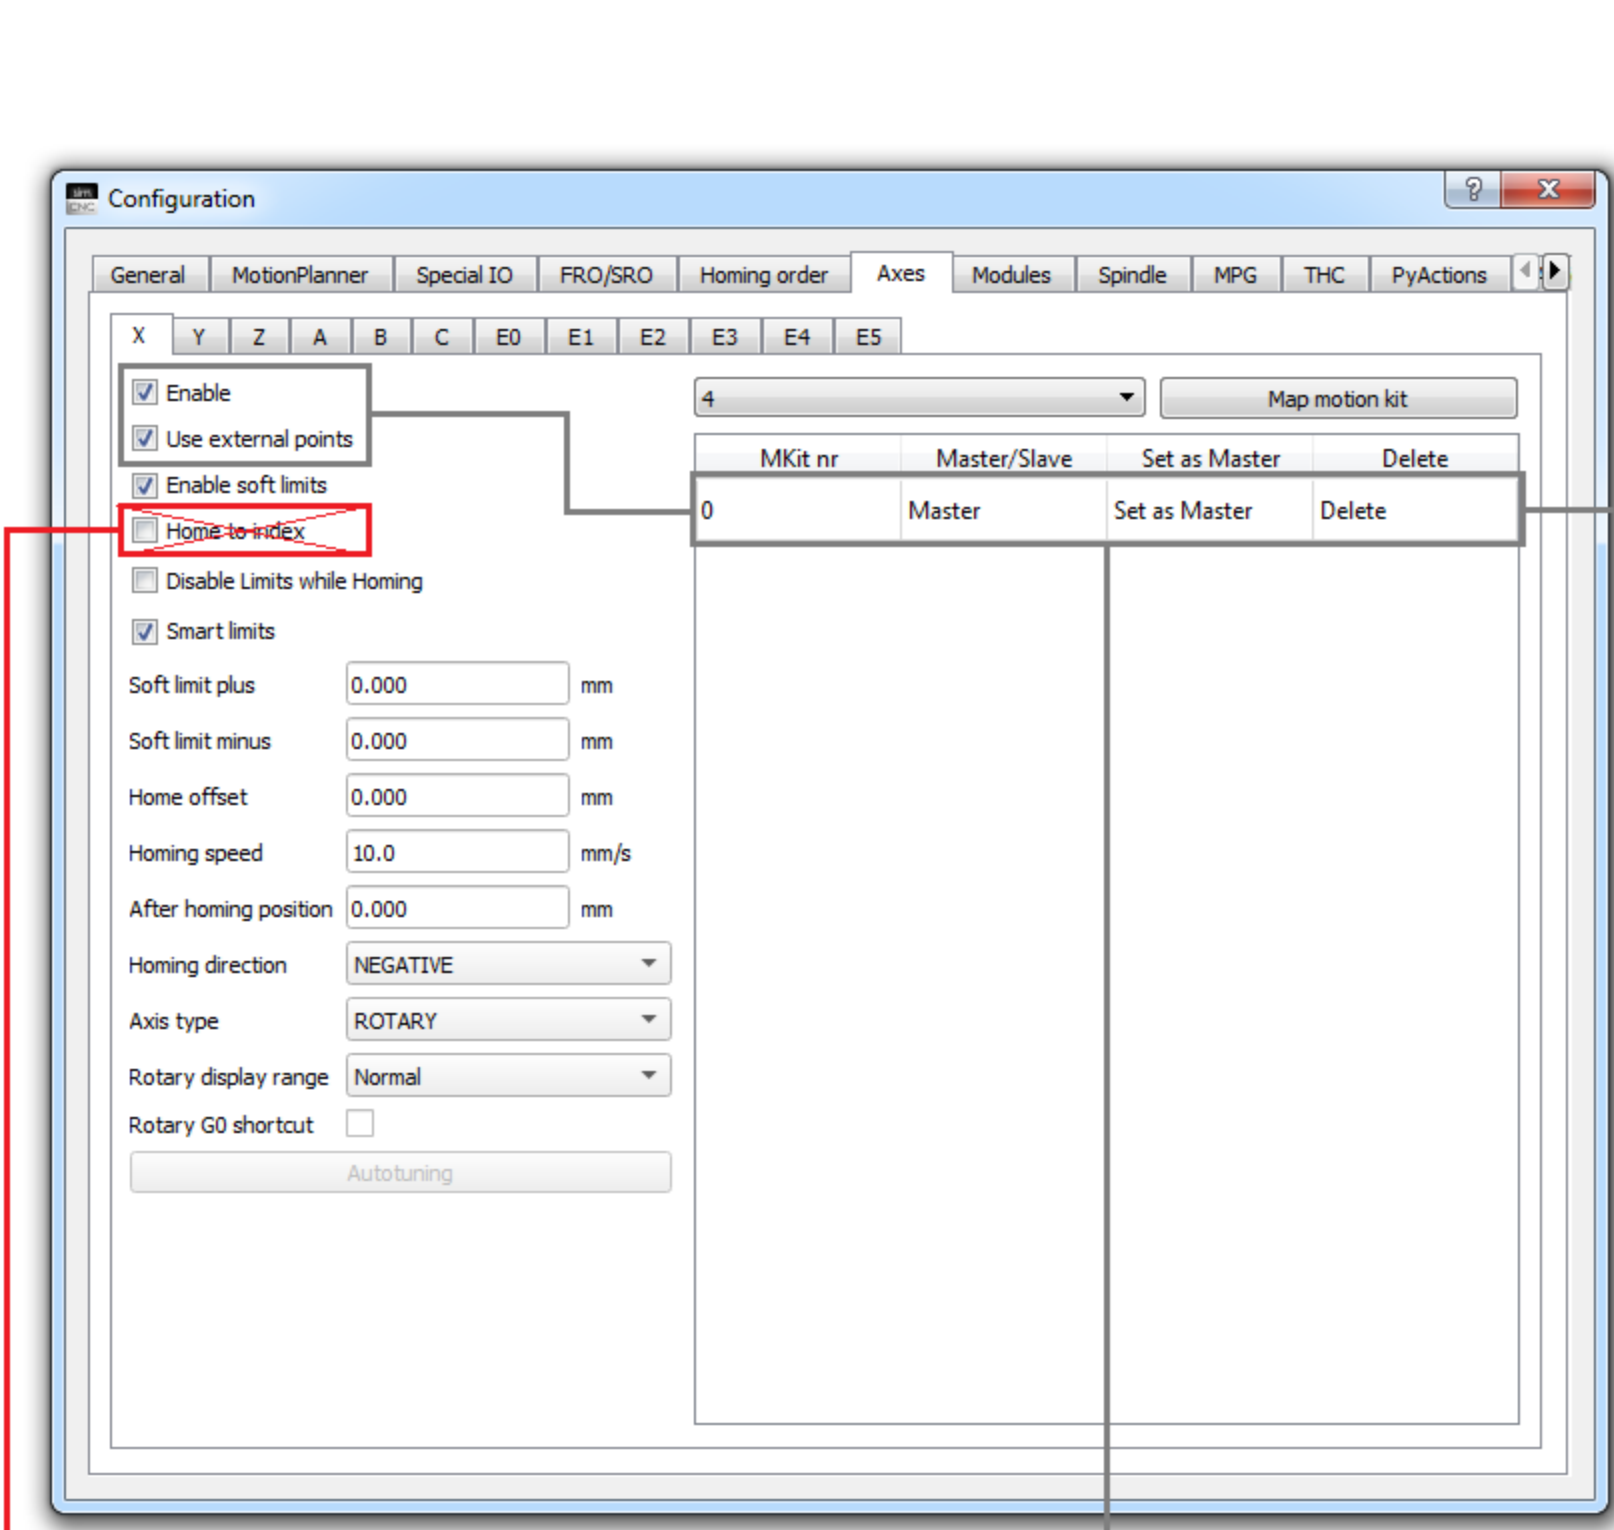 sim
CNC
Configuration
General MotionPlanner Special IO FRO/SRO Homing order Axes Modules Spindle MPG THC PyActions
X Y Z A B C E0 E1 E2 E3 E4 E5
Enable
Use external points
Enable soft limits
Home to index
Disable Limits while Homing
Smart limits
Soft limit plus 0.000 mm
Soft limit minus 0.000 mm
Home offset 0.000 mm
Homing speed 10.0 mm/s
After homing position 0.000 mm
Homing direction NEGATIVE
Axis type ROTARY
Rotary display range Normal
Rotary G0 shortcut
Autotuning
4 Map motion kit
MKit nr Master/Slave Set as Master Delete
0 Master Set as Master Delete